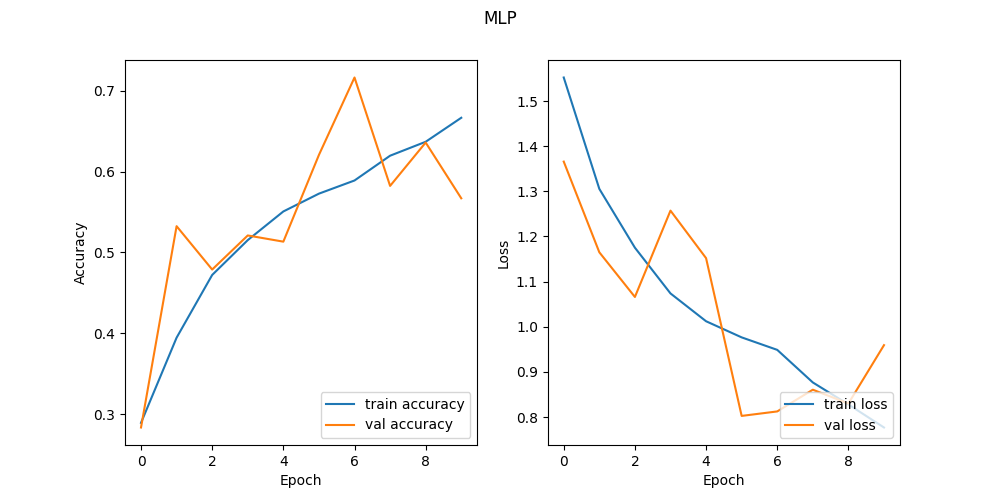 MLP
Accuracy
0.7
0.6
0.5
0.4
0.3
0 2 4 6 8
Epoch
train accuracy
val accuracy
Loss
1.5
1.4
1.3
1.2
1.1
1.0
0.9
0.8
0 2 4 6 8
Epoch
train loss
val loss